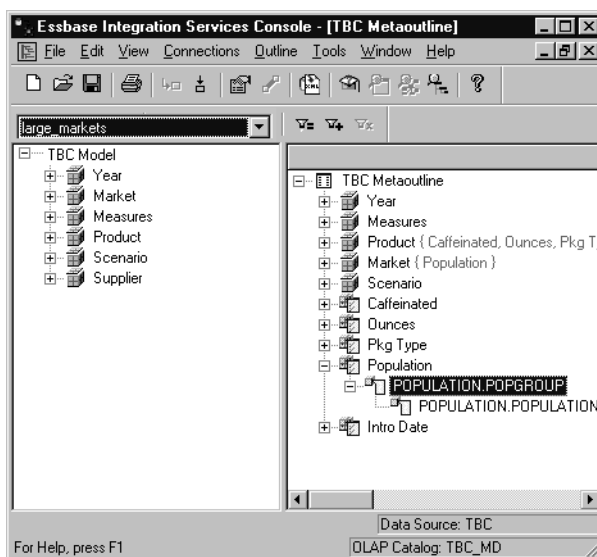 Essbase Integration Services Console - [TBC Metaoutline]
File Edit View Connections Outline Tools Window Help
large_markets
TBC Model
Year
Market
Measures
Product
Scenario
Supplier
TBC Metaoutline
Year
Measures
Product { Caffeinated, Ounces, Pkg T
Market { Population }
Scenario
Caffeinated
Ounces
Pkg Type
Population
POPULATION.POPGROUP
POPULATION.POPULATION
Intro Date
Data Source: TBC
For Help, press F1
OLAP Catalog: TBC_MD